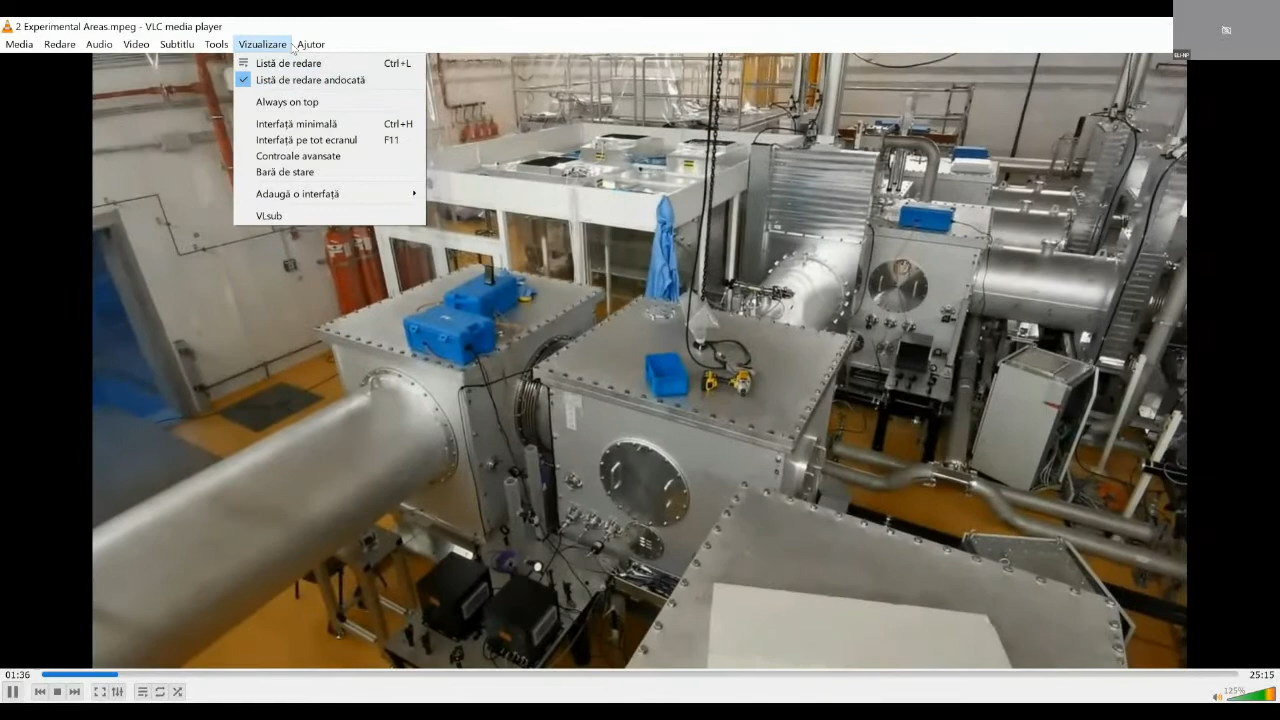 2 Experimental Areas.mpeg - VLC media player
Media Redare Audio Video Subtitlu Tools Vizualizare Ajutor
Listă de redare Ctrl+L
Listă de redare andocată
Always on top
Interfață minimală Ctrl+H
Interfață pe tot ecranul F11
Controale avansate
Bară de stare
Adaugă o interfață
VLsub
ELI-NP
01:36
25:15
125%